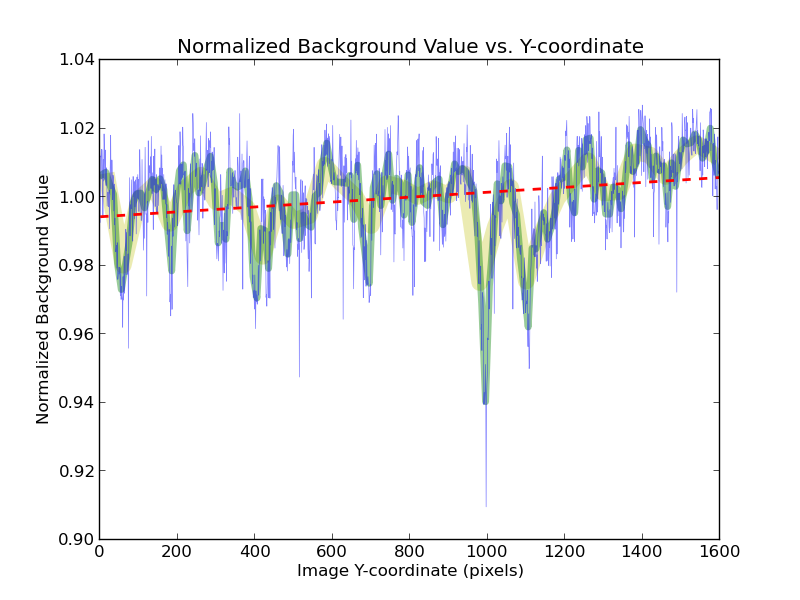 Normalized Background Value vs. Y-coordinate
1.04
1.02
1.00
0.98
0.96
0.94
0.92
0.90
Normalized Background Value
0 200 400 600 800 1000 1200 1400 1600
Image Y-coordinate (pixels)